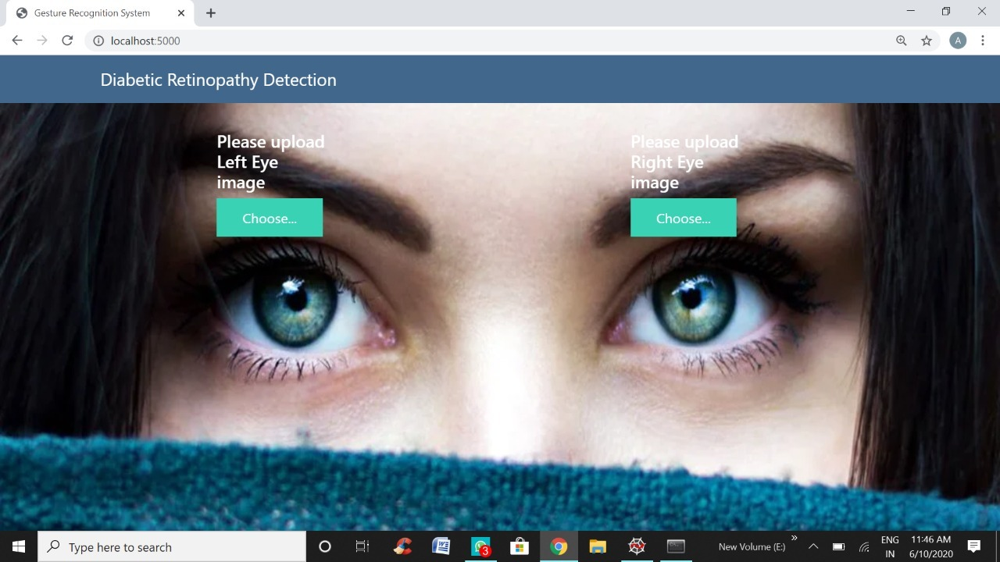 Gesture Recognition System
localhost:5000
A
Diabetic Retinopathy Detection
Please upload
Left Eye
image
Choose...
Please upload
Right Eye
image
Choose...
Type here to search
W
3
New Volume (E:)
»
ENG
IN
11:46 AM
6/10/2020